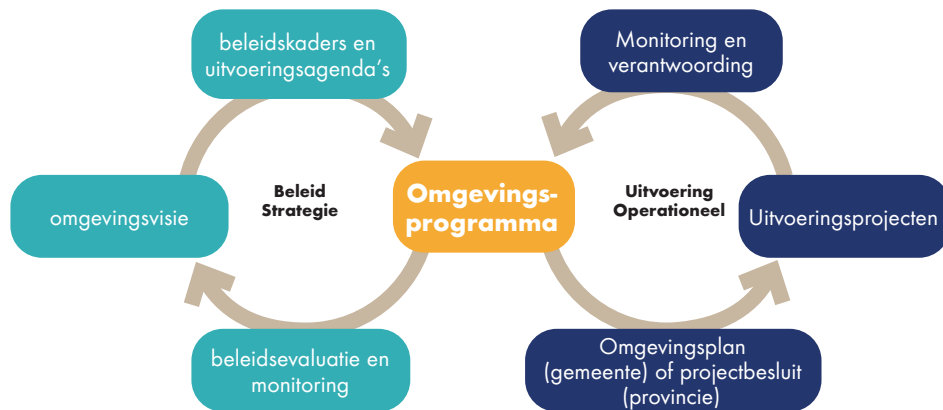 beleidskaders en
uitvoeringsagenda's
Monitoring en
verantwoording
omgevingsvisie
Beleid
Strategie
Omgevings-
programma
Uitvoering
Operationeel
Uitvoeringsprojecten
beleidsevaluatie en
monitoring
Omgevingsplan
(gemeente) of projectbesluit
(provincie)